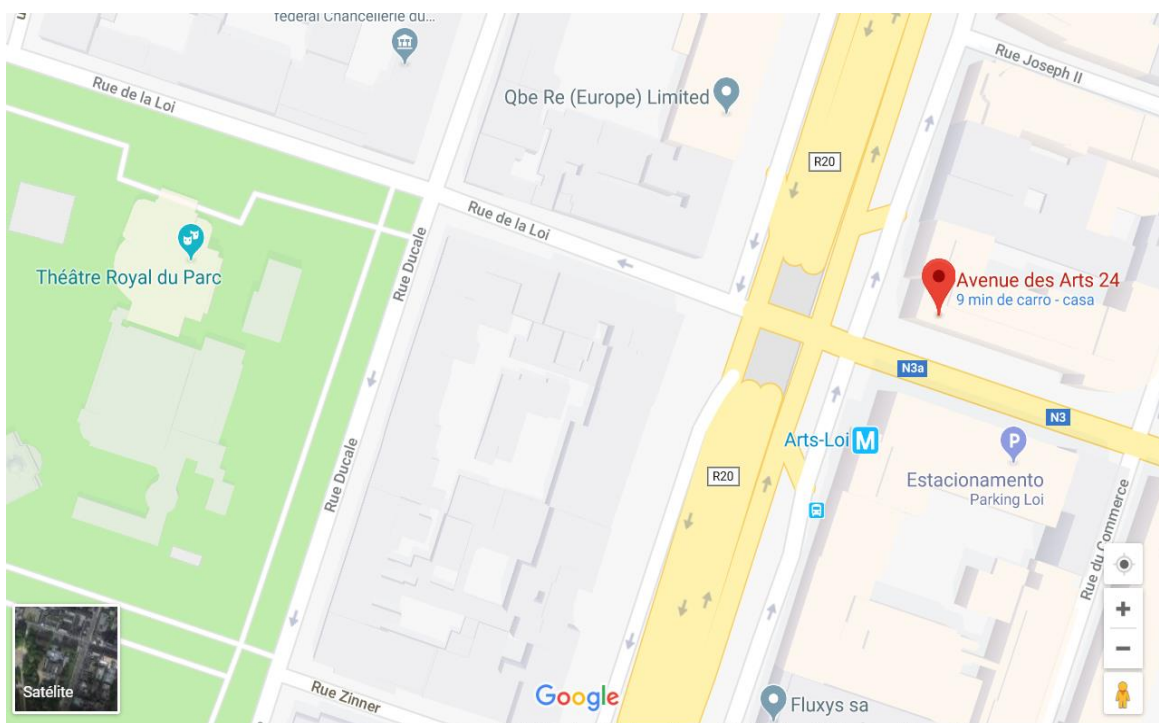 fédéral Chancellerie du...
Rue Joseph II
Rue de la Loi
Qbe Re (Europe) Limited
R20
Rue de la Loi
Rue Ducale
Théâtre Royal du Parc
Avenue des Arts 24
9 min de carro - casa
N3a
N3
Arts-Loi M
P
Estacionamento
Parking Loi
R20
Rue Ducale
Rue du Commerce
+
−
Satélite
Rue Zinner
Google
Fluxys sa